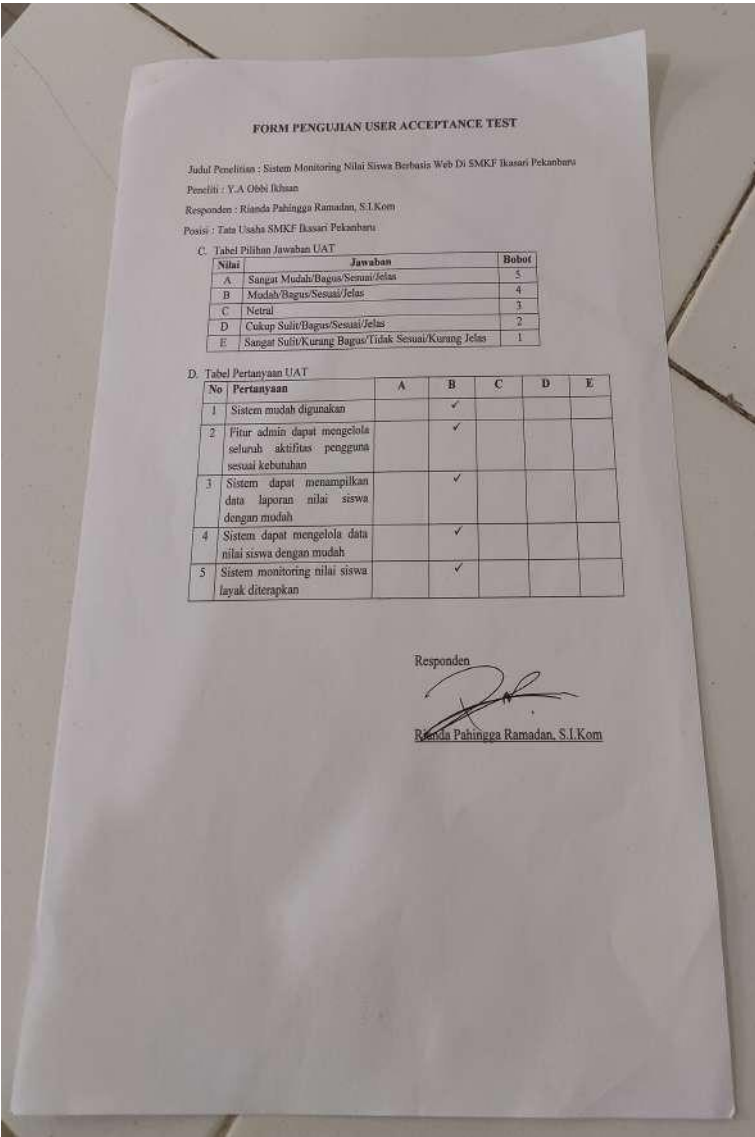 FORM PENGUJIAN USER ACCEPTANCE TEST
Judul Penelitian : Sistem Monitoring Nilai Siswa Berbasis Web Di SMKF Ikasari Pekanbaru
Peneliti : Y.A Obbi Ikhsan
Responden : Rianda Pahingga Ramadan, S.I.Kom
Posisi : Tata Usaha SMKF Ikasari Pekanbaru
C. Tabel Pilihan Jawaban UAT
Nilai Jawaban Bobot
A Sangat Mudah/Bagus/Sesuai/Jelas 5
B Mudah/Bagus/Sesuai/Jelas 4
C Netral 3
D Cukup Sulit/Bagus/Sesuai/Jelas 2
E Sangat Sulit/Kurang Bagus/Tidak Sesuai/Kurang Jelas 1
D. Tabel Pertanyaan UAT
No Pertanyaan A B C D E
1 Sistem mudah digunakan ✓
2 Fitur admin dapat mengelola ✓
seluruh aktifitas pengguna
sesuai kebutuhan
3 Sistem dapat menampilkan ✓
data laporan nilai siswa
dengan mudah
4 Sistem dapat mengelola data ✓
nilai siswa dengan mudah
5 Sistem monitoring nilai siswa ✓
layak diterapkan
Responden
Rianda Pahingga Ramadan, S.I.Kom